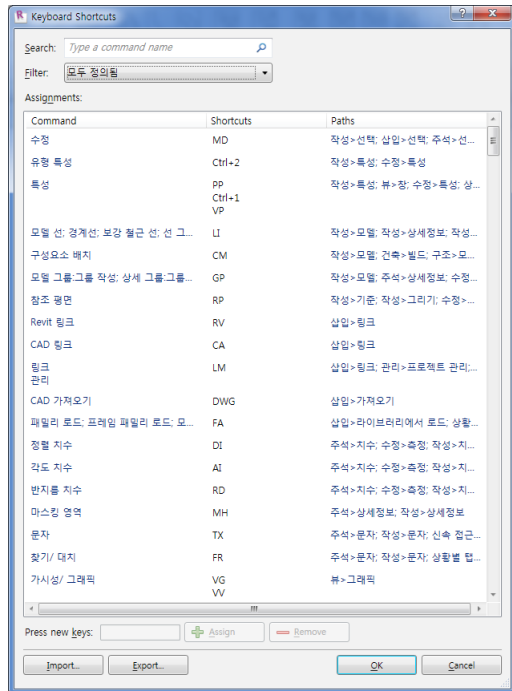 Keyboard Shortcuts
Search: Type a command name
Filter: 모두 정의됨
Assignments:
Command Shortcuts Paths
수정 MD 작성>선택; 삽입>선택; 주석>선...
유형 특성 Ctrl+2 작성>특성; 수정>특성
특성 PP 작성>특성; 뷰>창; 수정>특성; 상...
Ctrl+1
VP
모델 선; 경계선; 보강 철근 선; 선 그... LI 작성>모델; 작성>상세정보; 작성...
구성요소 배치 CM 작성>모델; 건축>빌드; 구조>모...
모델 그룹:그룹 작성; 상세 그룹:그룹... GP 작성>모델; 주석>상세정보; 수정...
참조 평면 RP 작성>기준; 작성>그리기; 수정>...
Revit 링크 RV 삽입>링크
CAD 링크 CA 삽입>링크
링크 LM 삽입>링크; 관리>프로젝트 관리;...
관리
CAD 가져오기 DWG 삽입>가져오기
패밀리 로드; 프레임 패밀리 로드; 모... FA 삽입>라이브러리에서 로드; 상황...
정렬 치수 DI 주석>치수; 수정>측정; 작성>치...
각도 치수 AI 주석>치수; 수정>측정; 작성>치...
반지름 치수 RD 주석>치수; 수정>측정; 작성>치...
마스킹 영역 MH 주석>상세정보; 작성>상세정보
문자 TX 주석>문자; 작성>문자; 신속 접근...
찾기/ 대치 FR 주석>문자; 작성>문자; 상황별 탭...
가시성/ 그래픽 VG 뷰>그래픽
VV
Press new keys: Assign Remove
Import... Export... OK Cancel